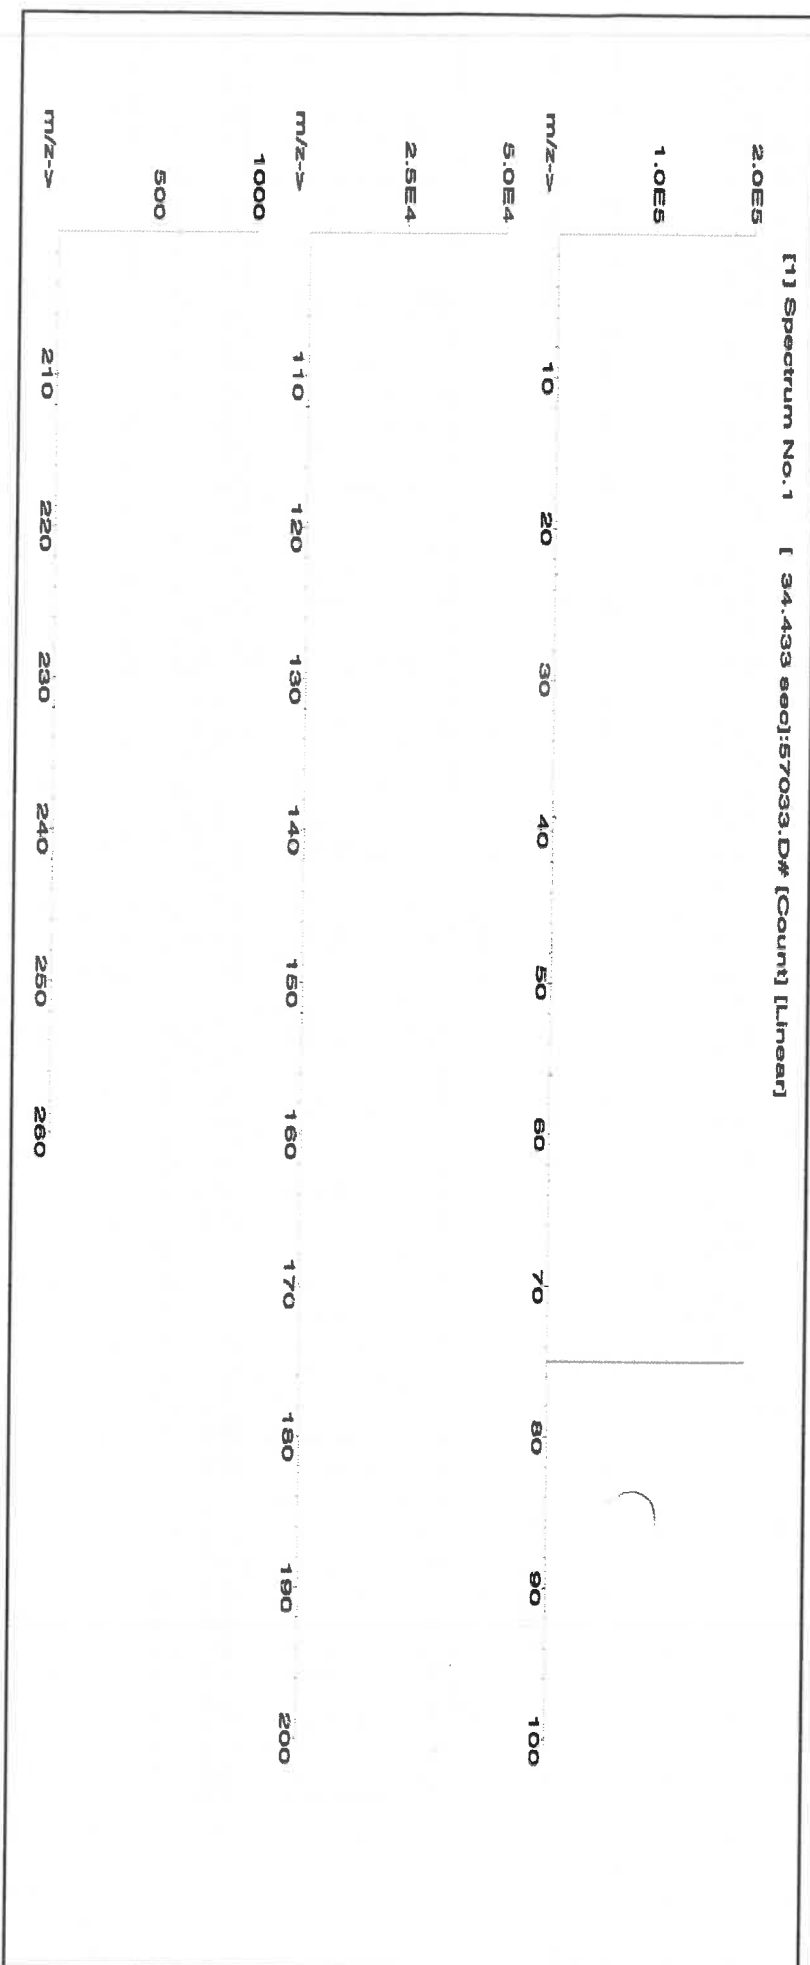 [1] Spectrum No.1 [ 34.433 sec]:57033.D# [Count] [Linear]
2.0E5
1.0E5
m/z-> 10 20 30 40 50 60 70 80 90 100
5.0E4
2.5E4
m/z-> 110 120 130 140 150 160 170 180 190 200
1000
500
m/z-> 210 220 230 240 250 260